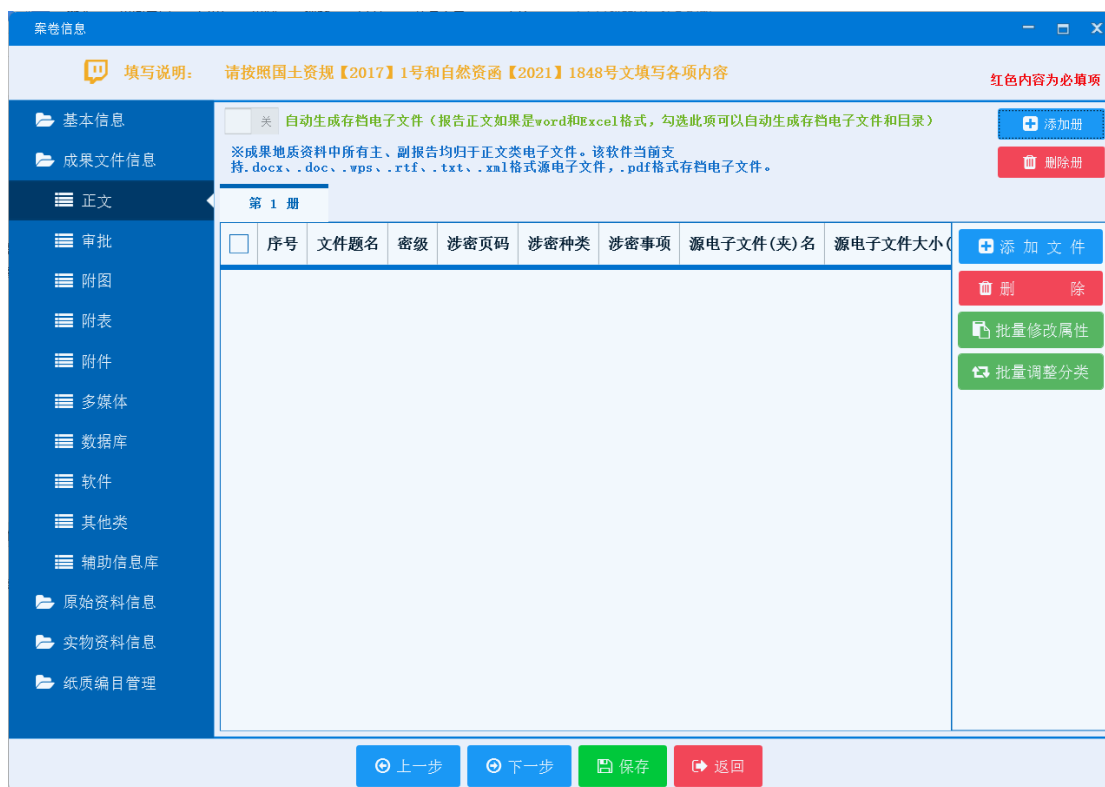 案卷信息
填写说明: 请按照国土资规【2017】1号和自然资函【2021】1848号文填写各项内容
红色内容为必填项
基本信息
成果文件信息
正文
审批
附图
附表
附件
多媒体
数据库
软件
其他类
辅助信息库
原始资料信息
实物资料信息
纸质编目管理
关 自动生成存档电子文件(报告正文如果是word和Excel格式, 勾选此项可以自动生成存档电子文件和目录)
※成果地质资料中所有主、副报告均归于正文类电子文件。该软件当前支
持.docx、.doc、.wps、.rtf、.txt、.xml格式源电子文件,.pdf格式存档电子文件。
添加册
删除册
第 1 册
序号 文件题名 密级 涉密页码 涉密种类 涉密事项 源电子文件(夹)名 源电子文件大小(
添 加 文 件
删 除
批量修改属性
批量调整分类
上一步 下一步 保存 返回